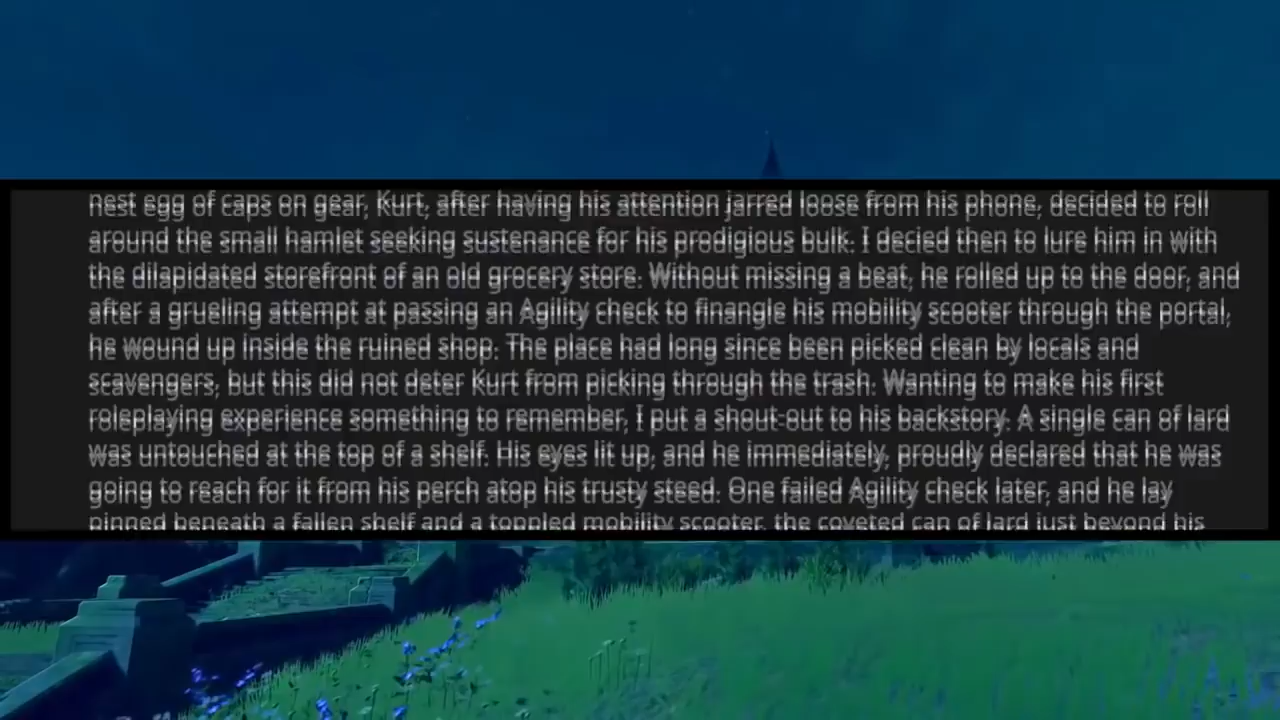 nest egg of caps on gear, Kurt, after having his attention jarred loose from his phone, decided to roll
around the small hamlet seeking sustenance for his prodigious bulk. I decied then to lure him in with
the dilapidated storefront of an old grocery store. Without missing a beat, he rolled up to the door, and
after a grueling attempt at passing an Agility check to finangle his mobility scooter through the portal,
he wound up inside the ruined shop. The place had long since been picked clean by locals and
scavengers, but this did not deter Kurt from picking through the trash. Wanting to make his first
roleplaying experience something to remember, I put a shout-out to his backstory. A single can of lard
was untouched at the top of a shelf. His eyes lit up, and he immediately, proudly declared that he was
going to reach for it from his perch atop his trusty steed. One failed Agility check later, and he lay
pinned beneath a fallen shelf and a toppled mobility scooter, the coveted can of lard just beyond his